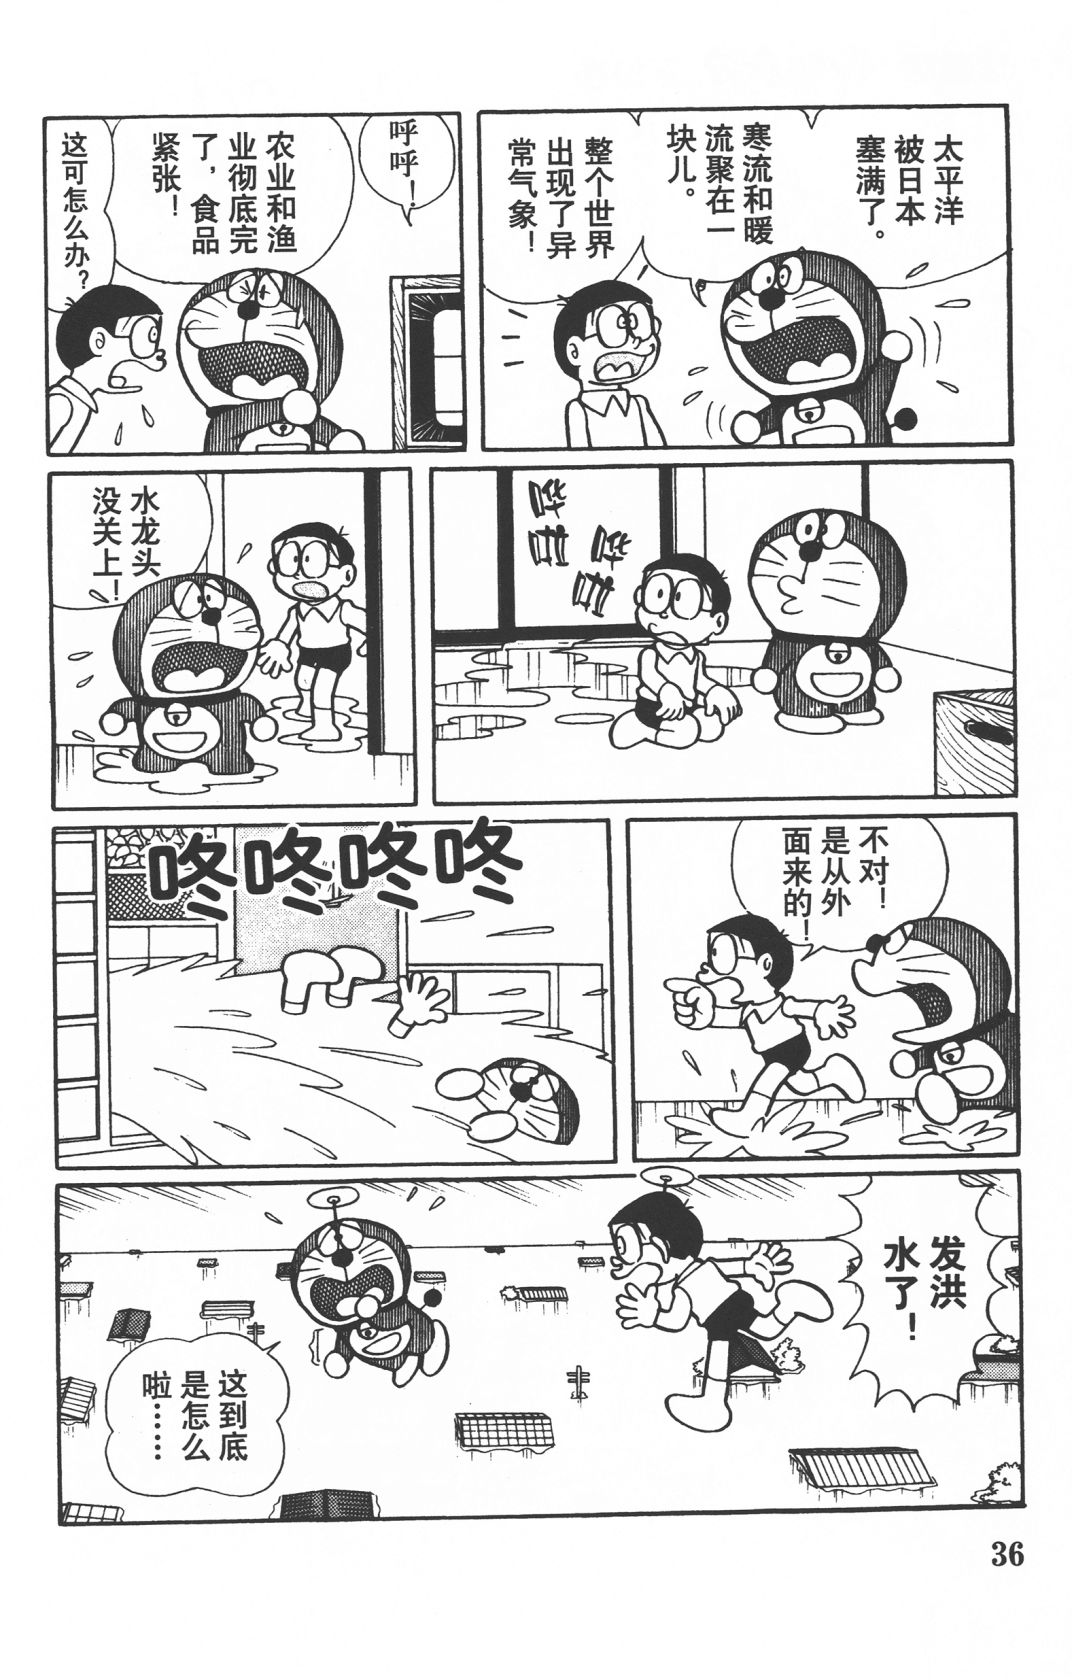 太平洋
被日本
塞满了。
寒流和暖
流聚在一
块儿。
整个世界
出现了异
常气象！
呼
呼！
农业和渔
业彻底完
了，食品
紧张！
这可怎么办？
哗啦
哗啦
水龙头
没关上！
不对！
是从外
面来的！
咚咚咚咚
发洪
水了！
这到底
是怎么
啦……
36